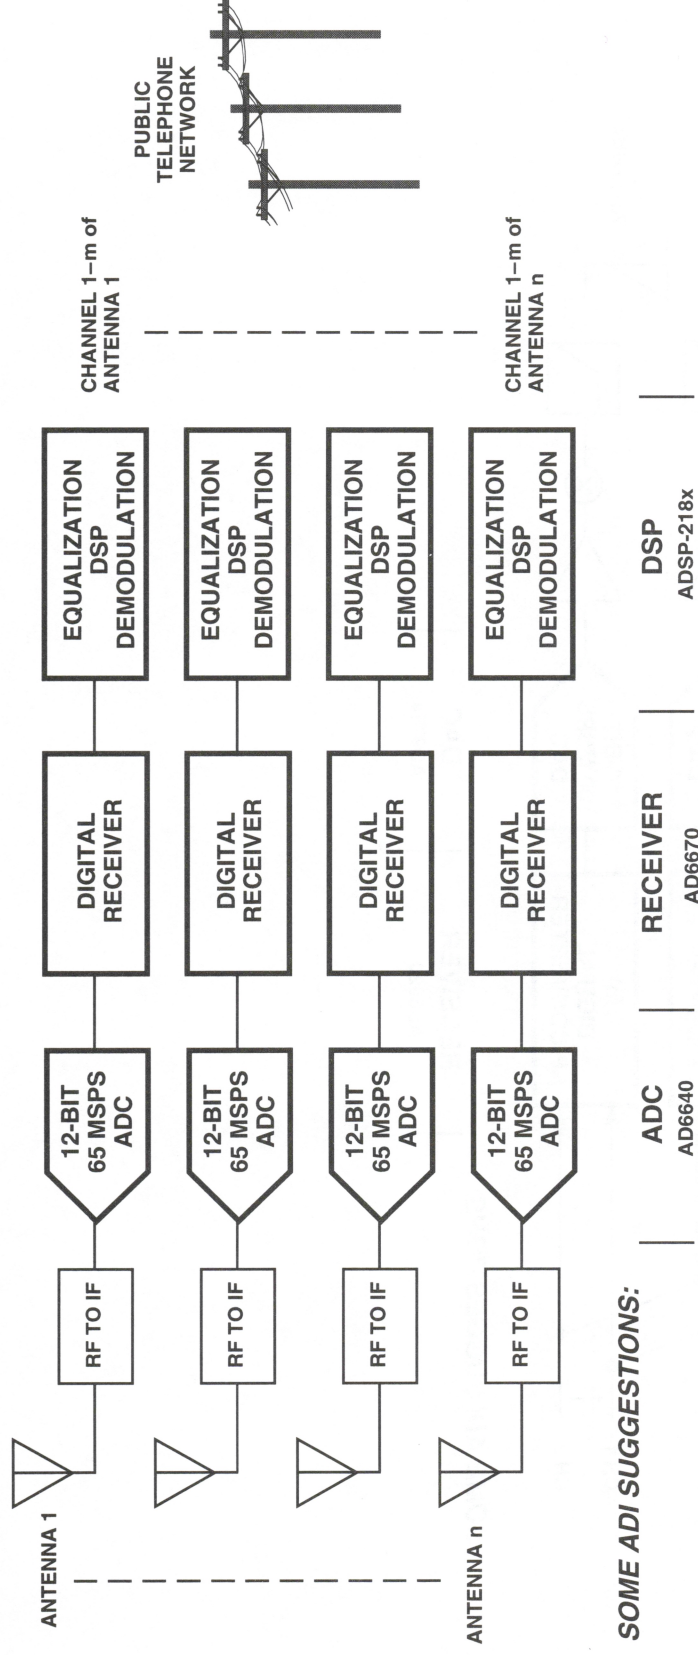 ANTENNA 1
RF TO IF
12-BIT
65 MSPS
ADC
DIGITAL
RECEIVER
EQUALIZATION
DSP
DEMODULATION
CHANNEL 1–m of
ANTENNA 1
PUBLIC
TELEPHONE
NETWORK
RF TO IF
12-BIT
65 MSPS
ADC
DIGITAL
RECEIVER
EQUALIZATION
DSP
DEMODULATION
RF TO IF
12-BIT
65 MSPS
ADC
DIGITAL
RECEIVER
EQUALIZATION
DSP
DEMODULATION
ANTENNA n
RF TO IF
12-BIT
65 MSPS
ADC
DIGITAL
RECEIVER
EQUALIZATION
DSP
DEMODULATION
CHANNEL 1–m of
ANTENNA n
SOME ADI SUGGESTIONS:
ADC
AD6640
RECEIVER
AD6670
DSP
ADSP-218x